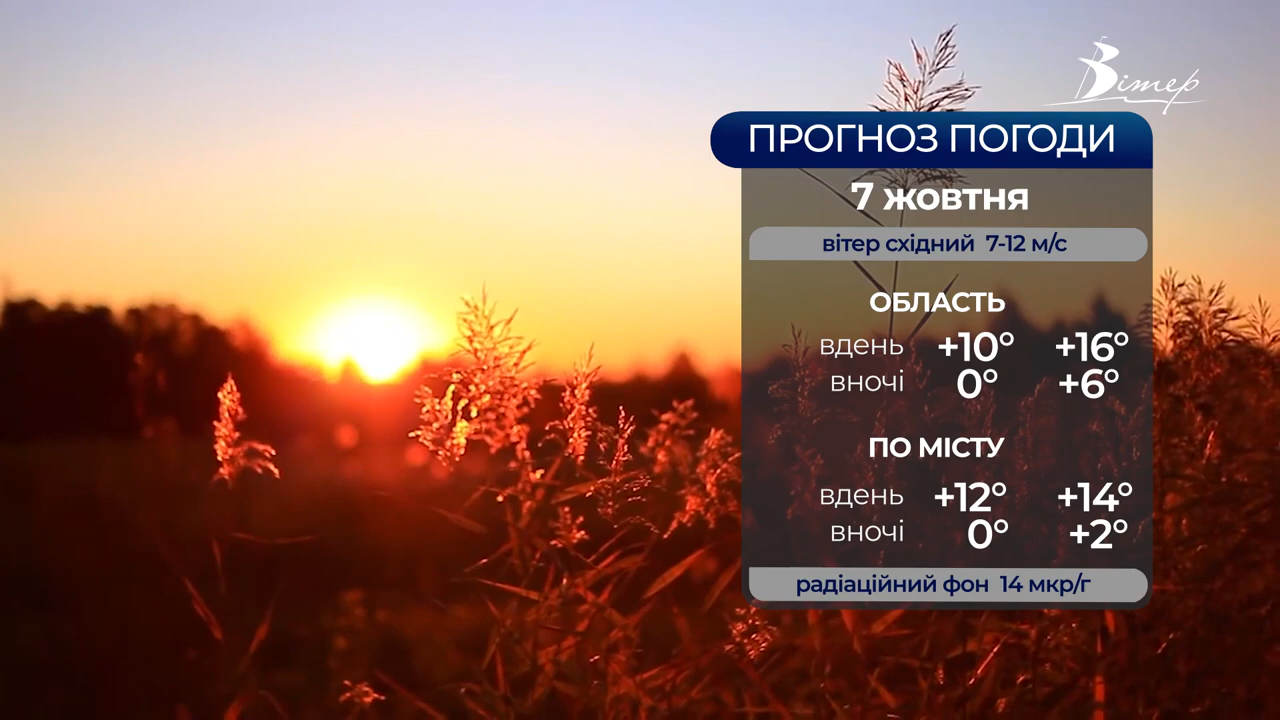 Вітер
ПРОГНОЗ ПОГОДИ
7 жовтня
вітер східний 7-12 м/с
ОБЛАСТЬ
вдень +10° +16°
вночі 0° +6°
ПО МІСТУ
вдень +12° +14°
вночі 0° +2°
радіаційний фон 14 мкр/г